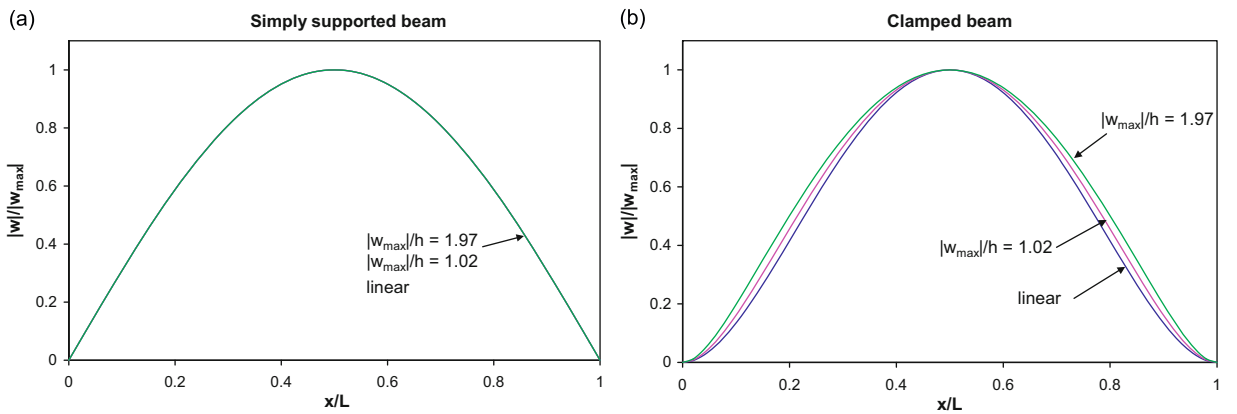 (a)
Simply supported beam
|w|/|wmax|
1
0.8
0.6
0.4
0.2
0
|wmax|/h = 1.97
|wmax|/h = 1.02
linear
0
0.2
0.4
0.6
0.8
1
x/L
(b)
Clamped beam
|w|/|wmax|
1
0.8
0.6
0.4
0.2
0
|wmax|/h = 1.97
|wmax|/h = 1.02
linear
0
0.2
0.4
0.6
0.8
1
x/L